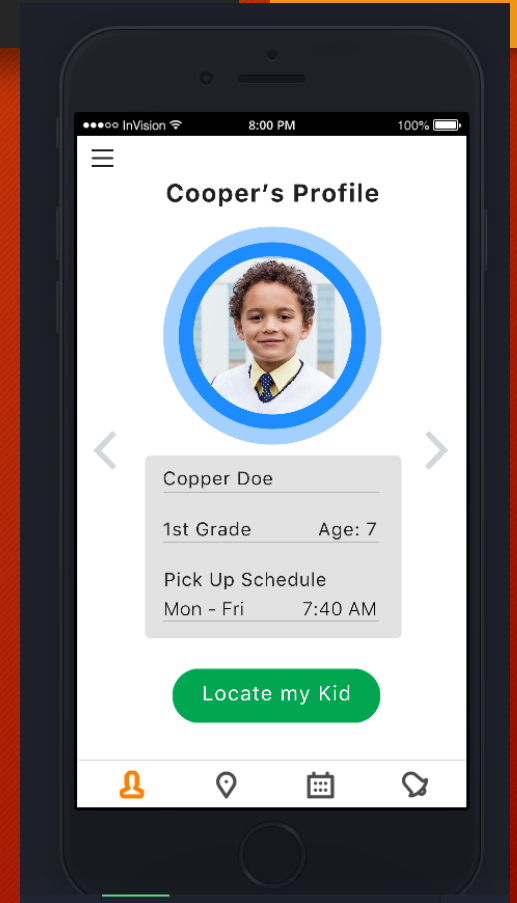 InVision 8:00 PM 100%
Cooper's Profile
Copper Doe
1st Grade Age: 7
Pick Up Schedule
Mon - Fri 7:40 AM
Locate my Kid